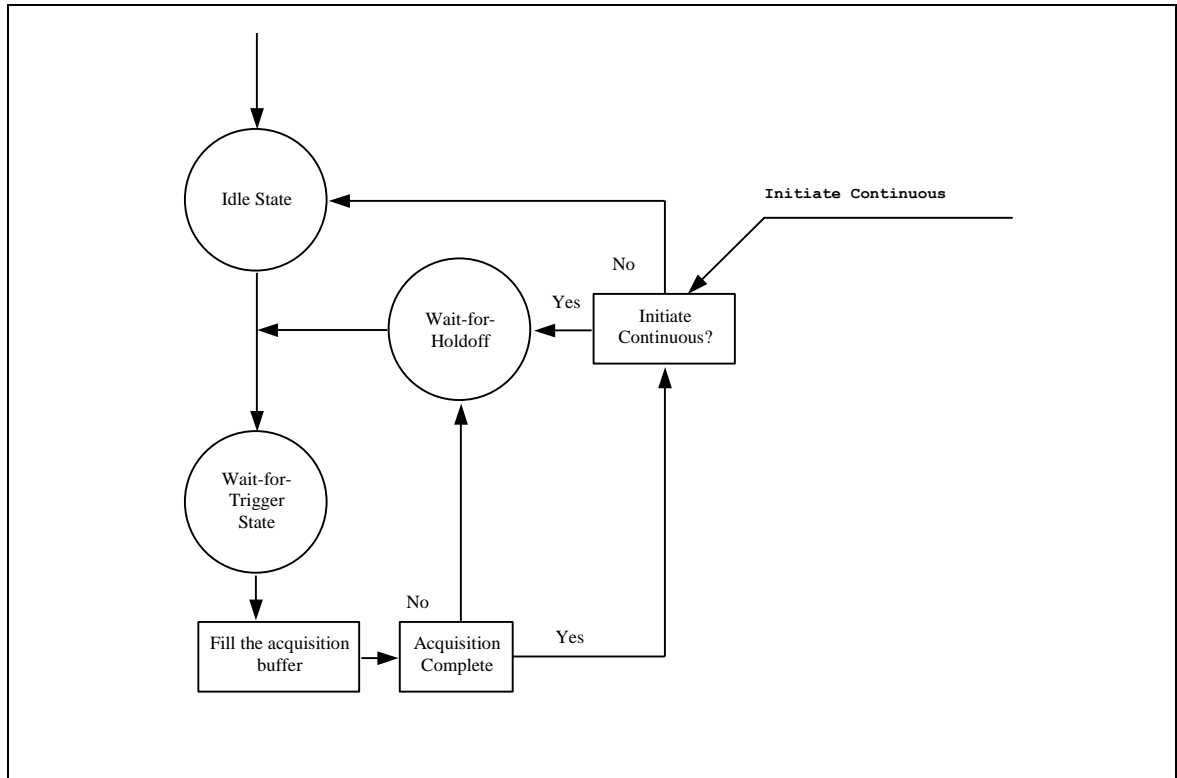 Idle State
Initiate Continuous
No
Yes
Wait-for-
Holdoff
Initiate
Continuous?
Wait-for-
Trigger
State
No
Fill the acquisition
buffer
Acquisition
Complete
Yes